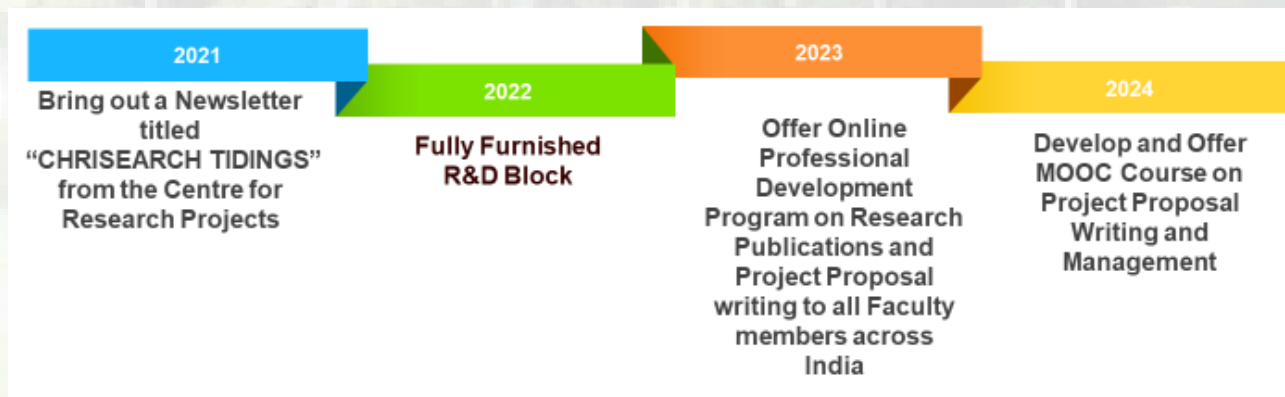 2021
Bring out a Newsletter
titled
“CHRISEARCH TIDINGS”
from the Centre for
Research Projects
2022
Fully Furnished
R&D Block
2023
Offer Online
Professional
Development
Program on Research
Publications and
Project Proposal
writing to all Faculty
members across
India
2024
Develop and Offer
MOOC Course on
Project Proposal
Writing and
Management